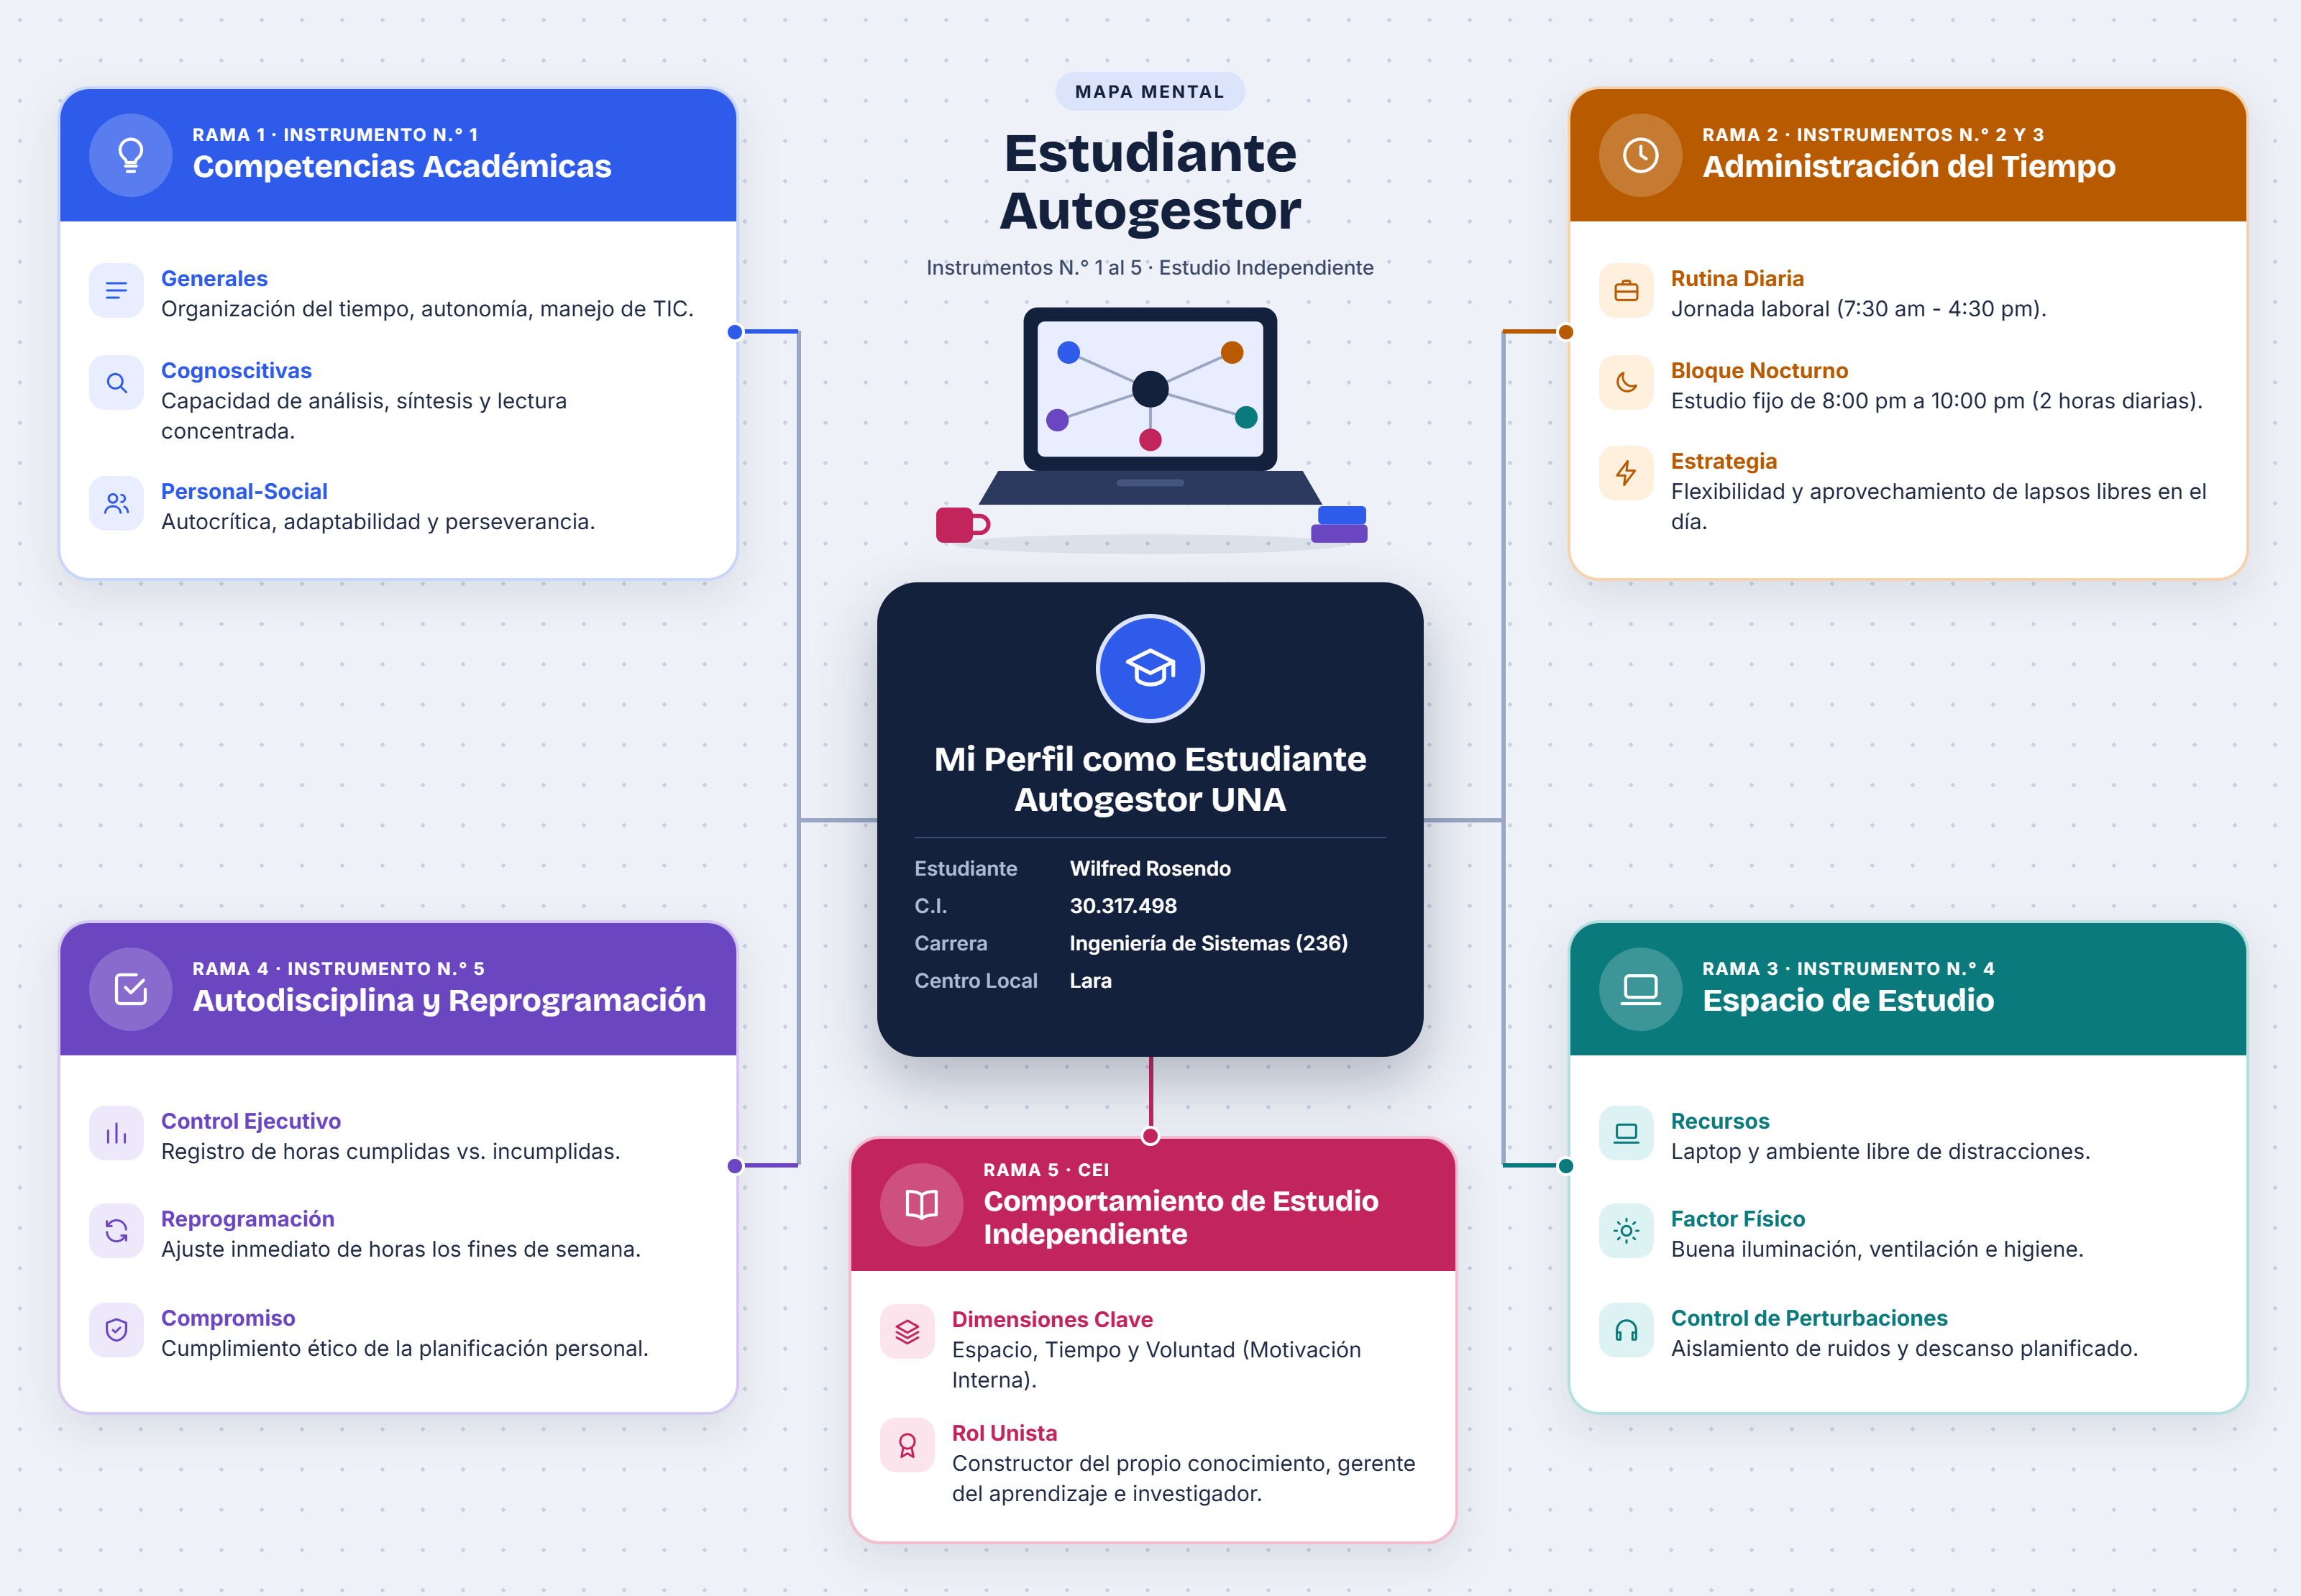 MAPA MENTAL
Estudiante
Autogestor
Instrumentos N.° 1 al 5 · Estudio Independiente
RAMA 1 · INSTRUMENTO N.° 1
Competencias Académicas
Generales
Organización del tiempo, autonomía, manejo de TIC.
Cognoscitivas
Capacidad de análisis, síntesis y lectura
concentrada.
Personal-Social
Autocrítica, adaptabilidad y perseverancia.
RAMA 2 · INSTRUMENTOS N.° 2 Y 3
Administración del Tiempo
Rutina Diaria
Jornada laboral (7:30 am - 4:30 pm).
Bloque Nocturno
Estudio fijo de 8:00 pm a 10:00 pm (2 horas diarias).
Estrategia
Flexibilidad y aprovechamiento de lapsos libres en el
día.
Mi Perfil como Estudiante
Autogestor UNA
Estudiante Wilfred Rosendo
C.I. 30.317.498
Carrera Ingeniería de Sistemas (236)
Centro Local Lara
RAMA 4 · INSTRUMENTO N.° 5
Autodisciplina y Reprogramación
Control Ejecutivo
Registro de horas cumplidas vs. incumplidas.
Reprogramación
Ajuste inmediato de horas los fines de semana.
Compromiso
Cumplimiento ético de la planificación personal.
RAMA 3 · INSTRUMENTO N.° 4
Espacio de Estudio
Recursos
Laptop y ambiente libre de distracciones.
Factor Físico
Buena iluminación, ventilación e higiene.
Control de Perturbaciones
Aislamiento de ruidos y descanso planificado.
RAMA 5 · CEI
Comportamiento de Estudio
Independiente
Dimensiones Clave
Espacio, Tiempo y Voluntad (Motivación
Interna).
Rol Unista
Constructor del propio conocimiento, gerente
del aprendizaje e investigador.